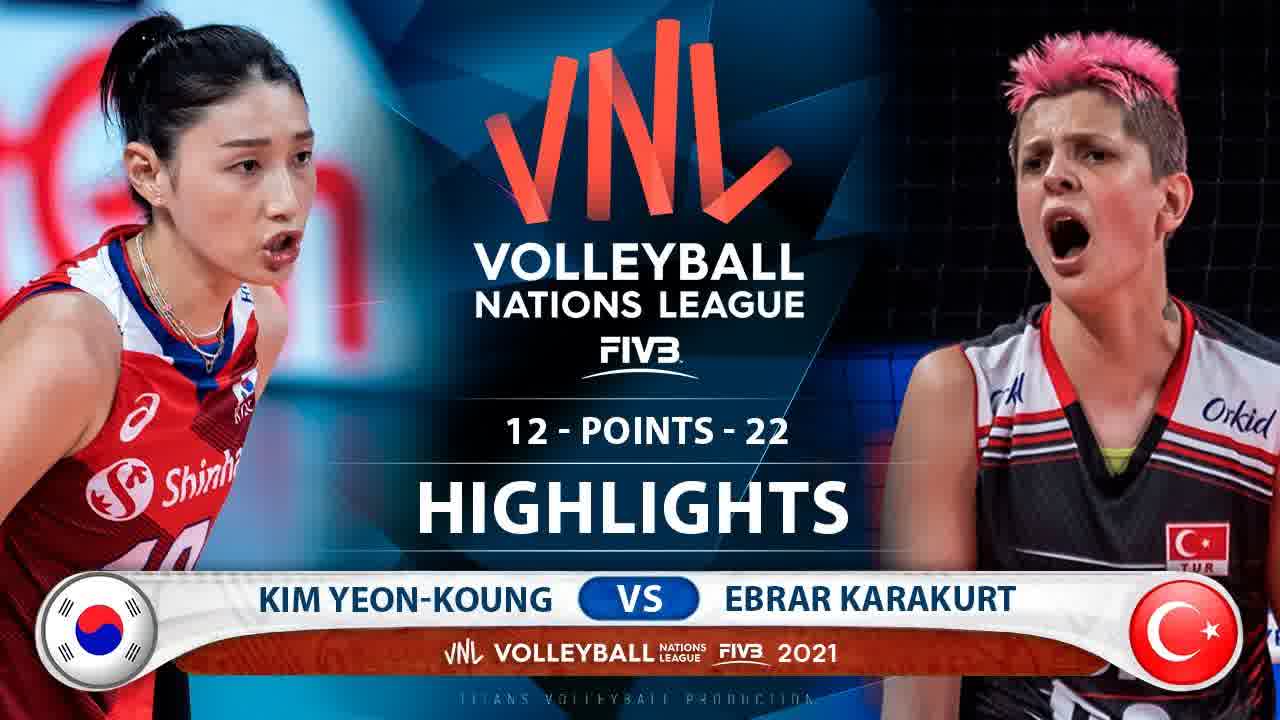 VNL
VOLLEYBALL
NATIONS LEAGUE
FIVB
12 - POINTS - 22
HIGHLIGHTS
Shinha
Orkid
TUR
KIM YEON-KOUNG VS EBRAR KARAKURT
VNL VOLLEYBALL NATIONS LEAGUE FIVB 2021
TITANS VOLLEYBALL PRODUCTION